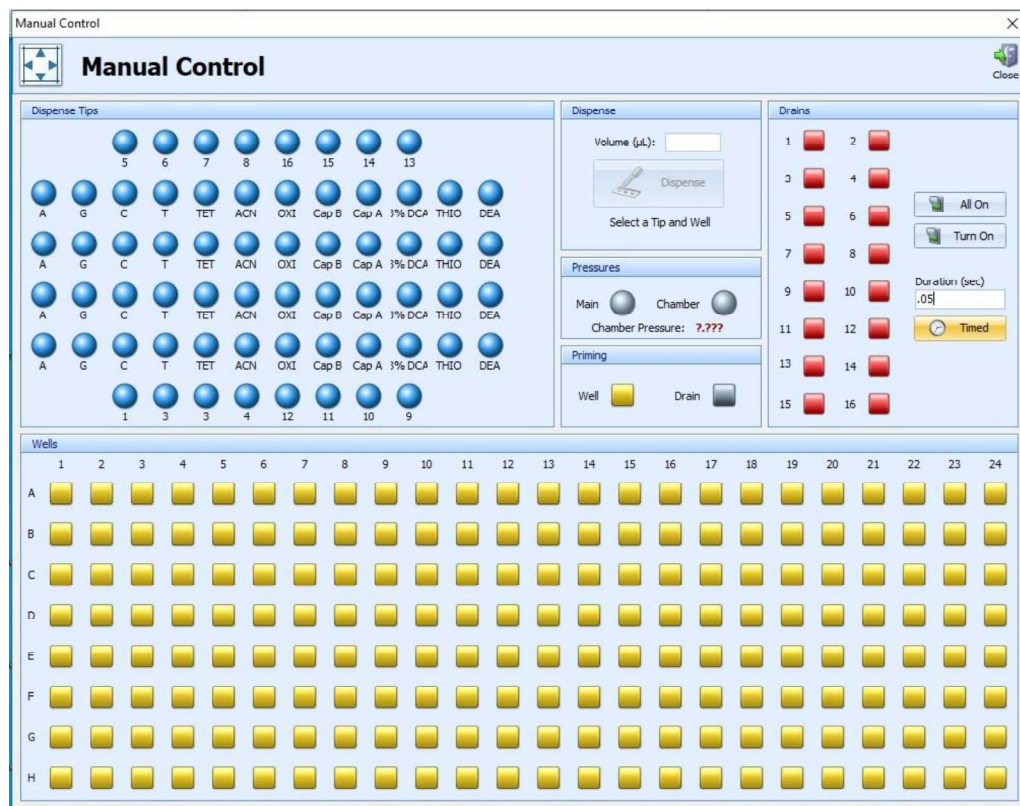 Manual Control
Manual Control
Close
Dispense Tips
5 6 7 8 16 15 14 13
A G C T TET ACN OXI Cap B Cap A 3% DCA THIO DEA
A G C T TET ACN OXI Cap B Cap A 3% DCA THIO DEA
A G C T TET ACN OXI Cap B Cap A 3% DCA THIO DEA
A G C T TET ACN OXI Cap B Cap A 3% DCA THIO DEA
1 3 3 4 12 11 10 9
Dispense
Volume (µL):
Dispense
Select a Tip and Well
Pressures
Main Chamber
Chamber Pressure: ?.???
Priming
Well Drain
Drains
1 2
3 4
5 6
7 8
9 10
11 12
13 14
15 16
All On
Turn On
Duration (sec)
.05
Timed
Wells
1 2 3 4 5 6 7 8 9 10 11 12 13 14 15 16 17 18 19 20 21 22 23 24
A
B
C
D
E
F
G
H